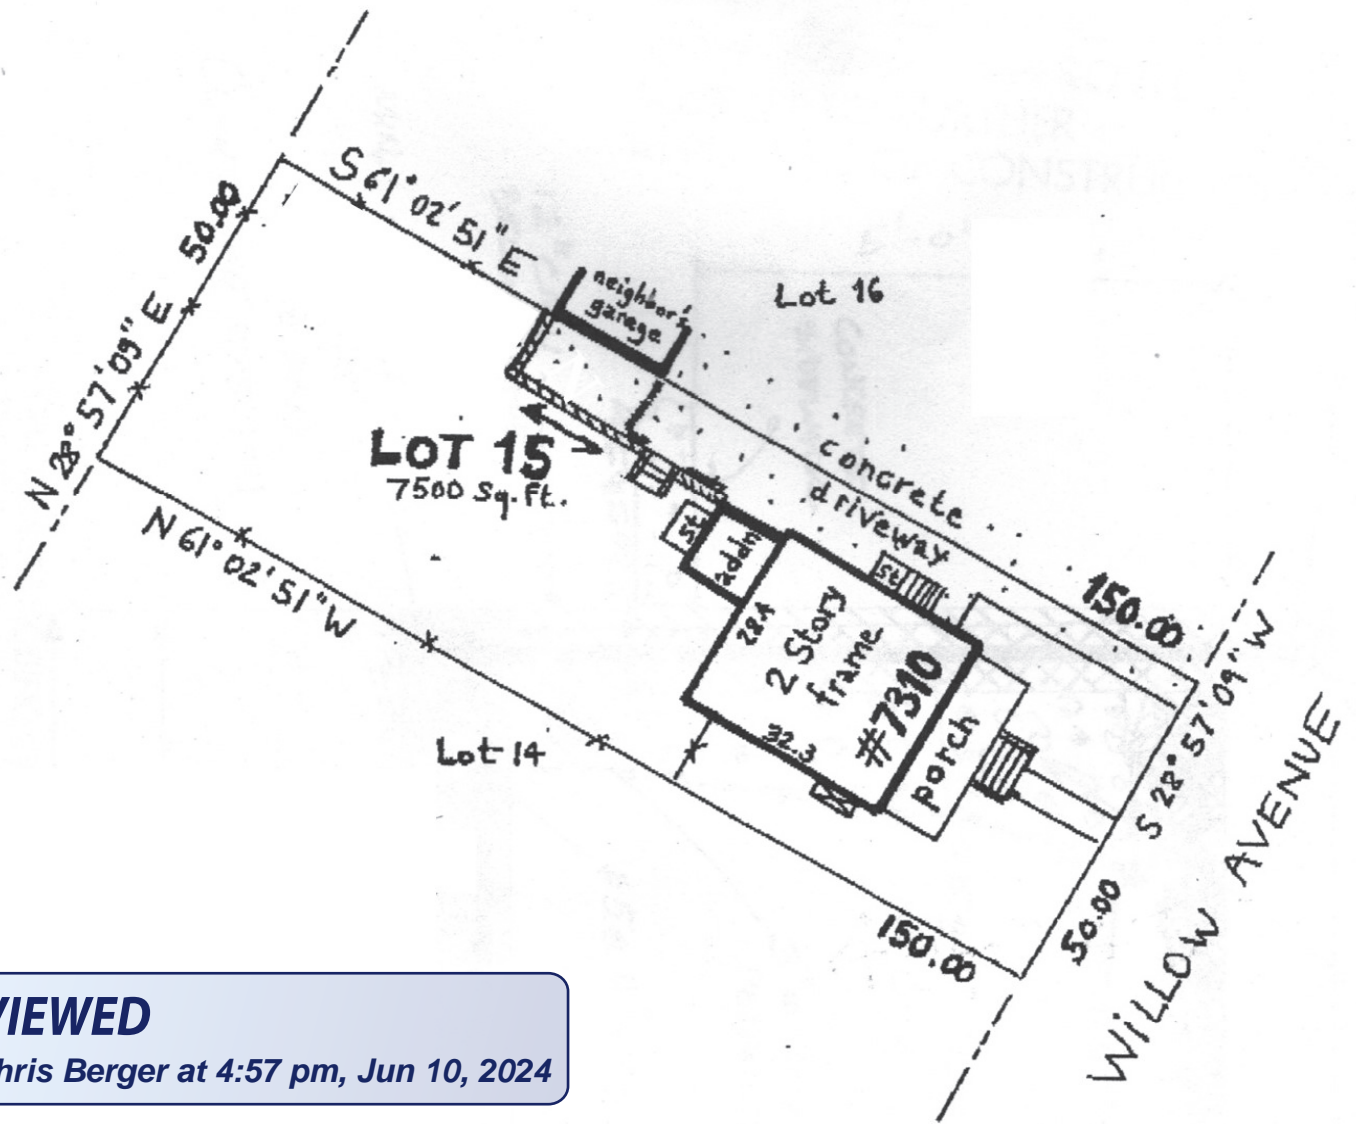 S 61° 02' 51" E
50.00
N 28° 57' 09" E
neighbor's
garage
Lot 16
LOT 15
7500 Sq. ft.
concrete
driveway
150.00
st
addn
st
28.4
2 Story
frame
#7310
32.3
porch
N 61° 02' 51" W
Lot 14
150.00
50.00
S 28° 57' 09" W
WiLLOW AVENUE
VIEWED
hris Berger at 4:57 pm, Jun 10, 2024